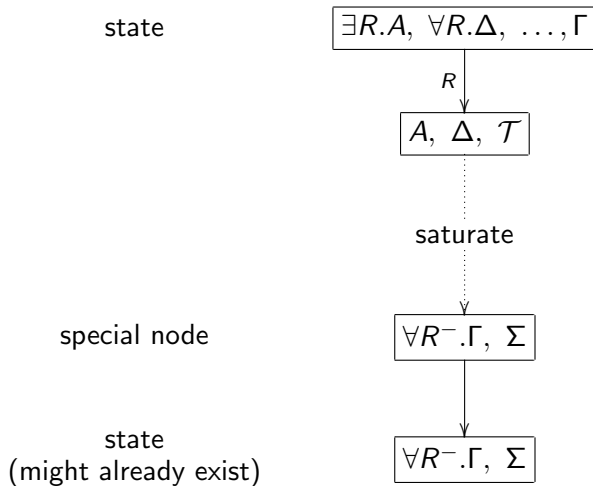 state
∃R.A, ∀R.Δ, ..., Γ
R
A, Δ, 𝒯
saturate
special node
∀R⁻.Γ, Σ
state
(might already exist)
∀R⁻.Γ, Σ